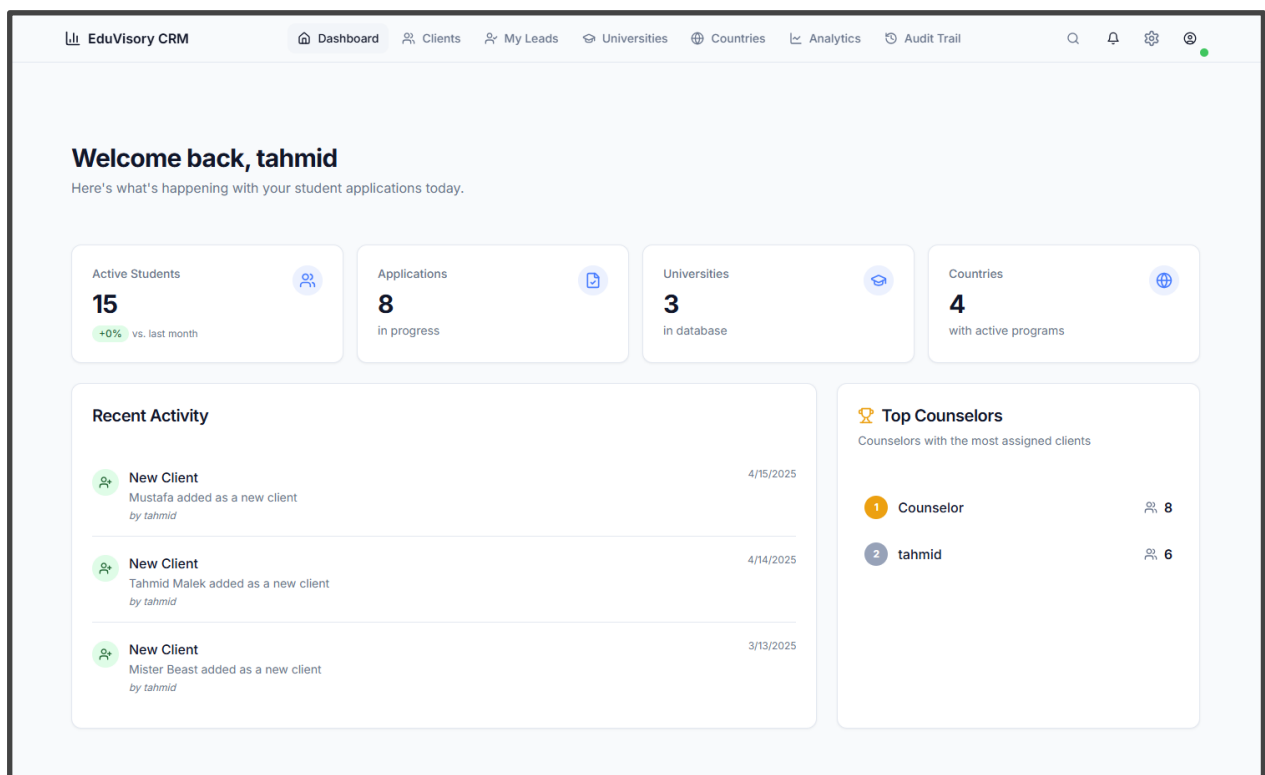 EduVisory CRM
Dashboard
Clients
My Leads
Universities
Countries
Analytics
Audit Trail
Welcome back, tahmid
Here's what's happening with your student applications today.
Active Students
15
+0% vs. last month
Applications
8
in progress
Universities
3
in database
Countries
4
with active programs
Recent Activity
New Client
4/15/2025
Mustafa added as a new client
by tahmid
New Client
4/14/2025
Tahmid Malek added as a new client
by tahmid
New Client
3/13/2025
Mister Beast added as a new client
by tahmid
Top Counselors
Counselors with the most assigned clients
1 Counselor 8
2 tahmid 6